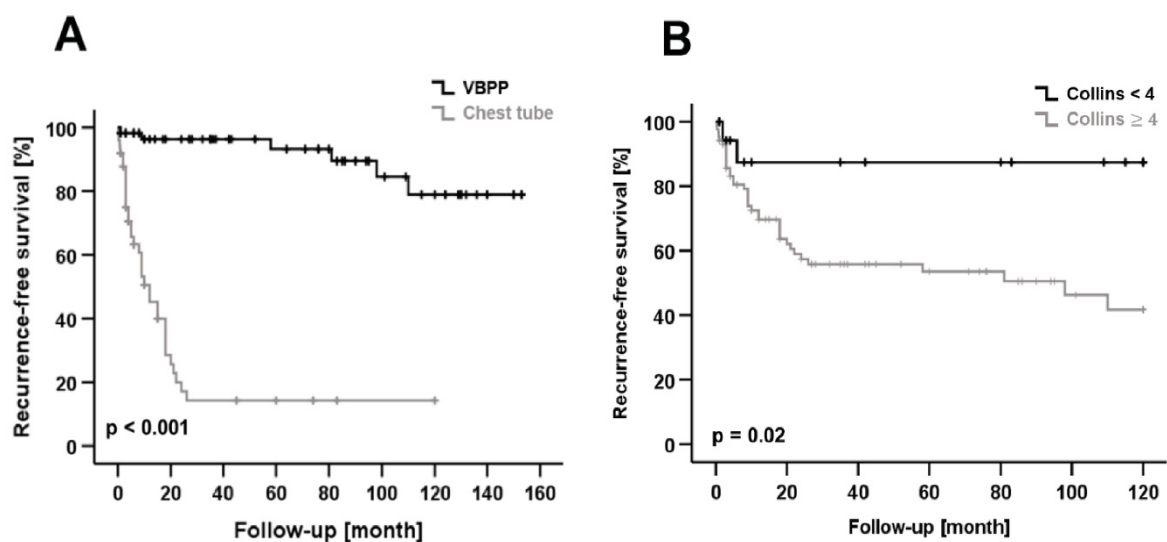 A
VBPP
Chest tube
Recurrence-free survival [%]
100
80
60
40
20
0
p < 0.001
0 20 40 60 80 100 120 140 160
Follow-up [month]
B
Collins < 4
Collins ≥ 4
Recurrence-free survival [%]
100
80
60
40
20
0
p = 0.02
0 20 40 60 80 100 120
Follow-up [month]